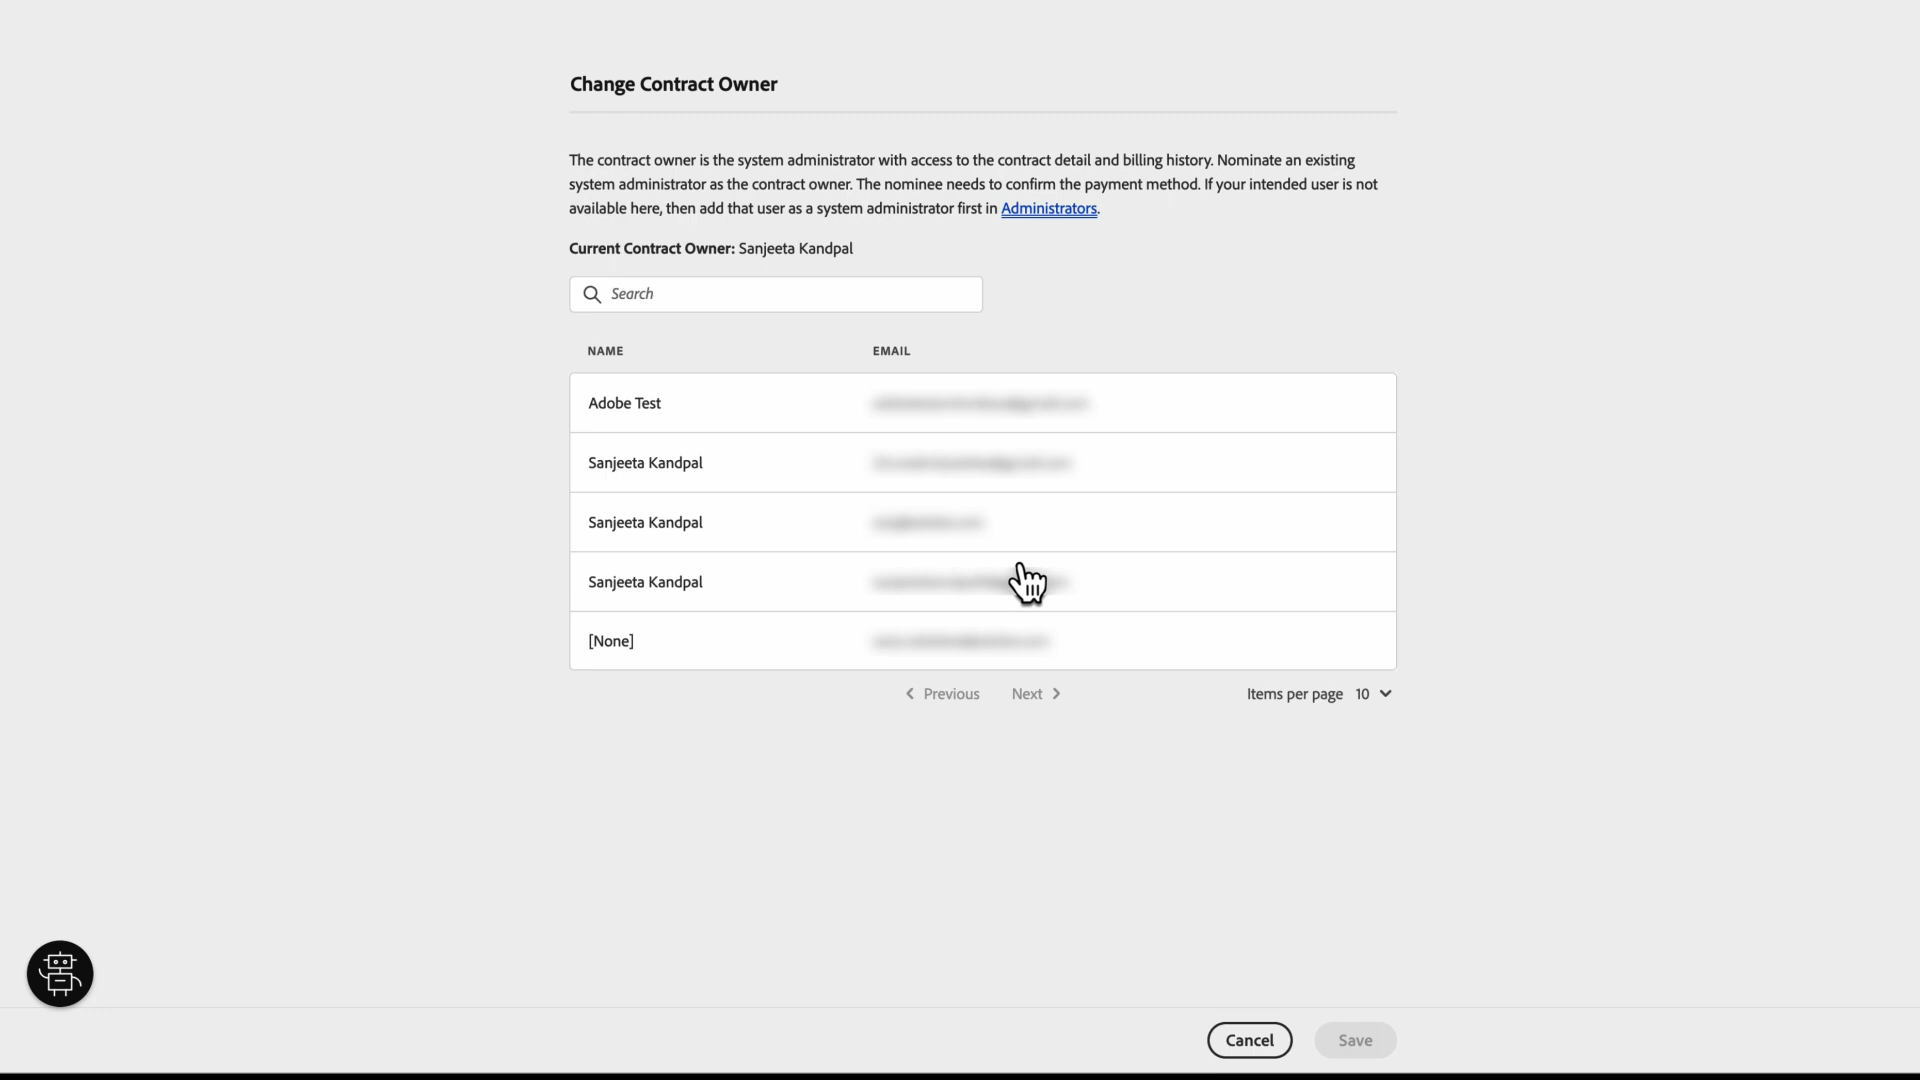 Change Contract Owner
The contract owner is the system administrator with access to the contract detail and billing history. Nominate an existing
system administrator as the contract owner. The nominee needs to confirm the payment method. If your intended user is not
available here, then add that user as a system administrator first in Administrators.
Current Contract Owner: Sanjeeta Kandpal
Search
NAME EMAIL
Adobe Test
Sanjeeta Kandpal
Sanjeeta Kandpal
Sanjeeta Kandpal
[None]
Previous Next Items per page 10
Cancel Save